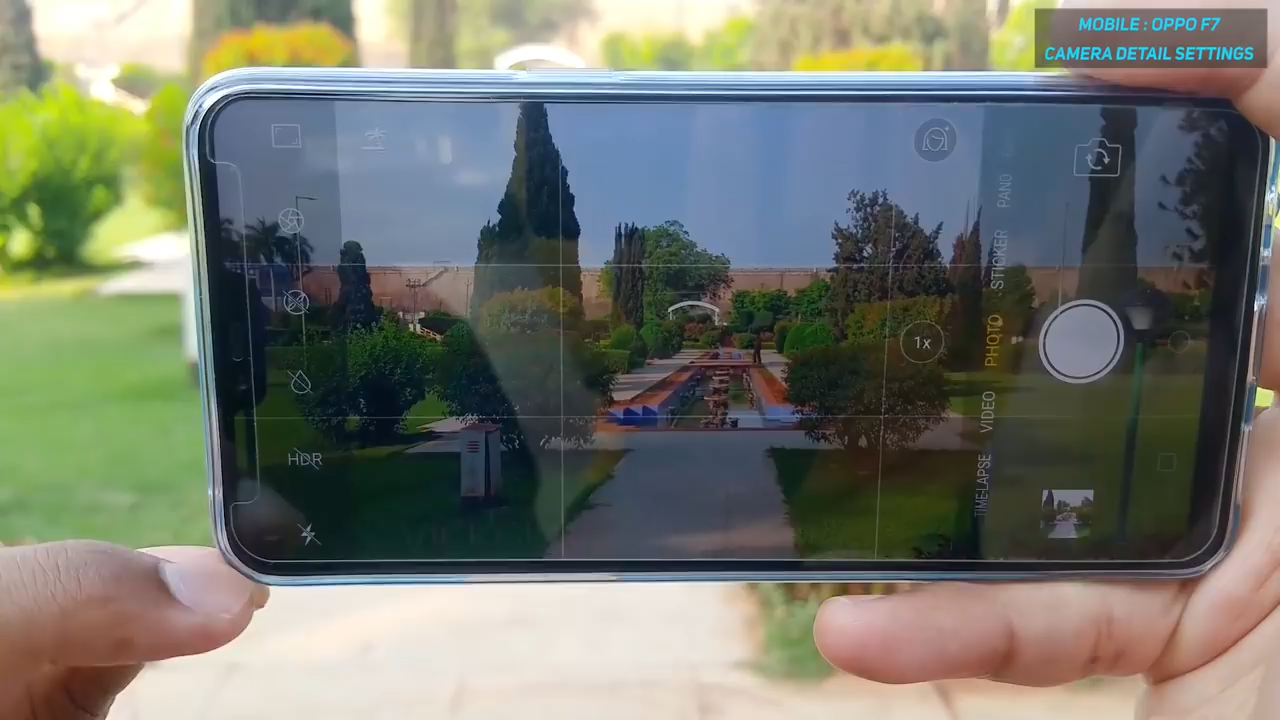 MOBILE : OPPO F7
CAMERA DETAIL SETTINGS
PANO
STICKER
1x
PHOTO
VIDEO
HDR
TIME-LAPSE